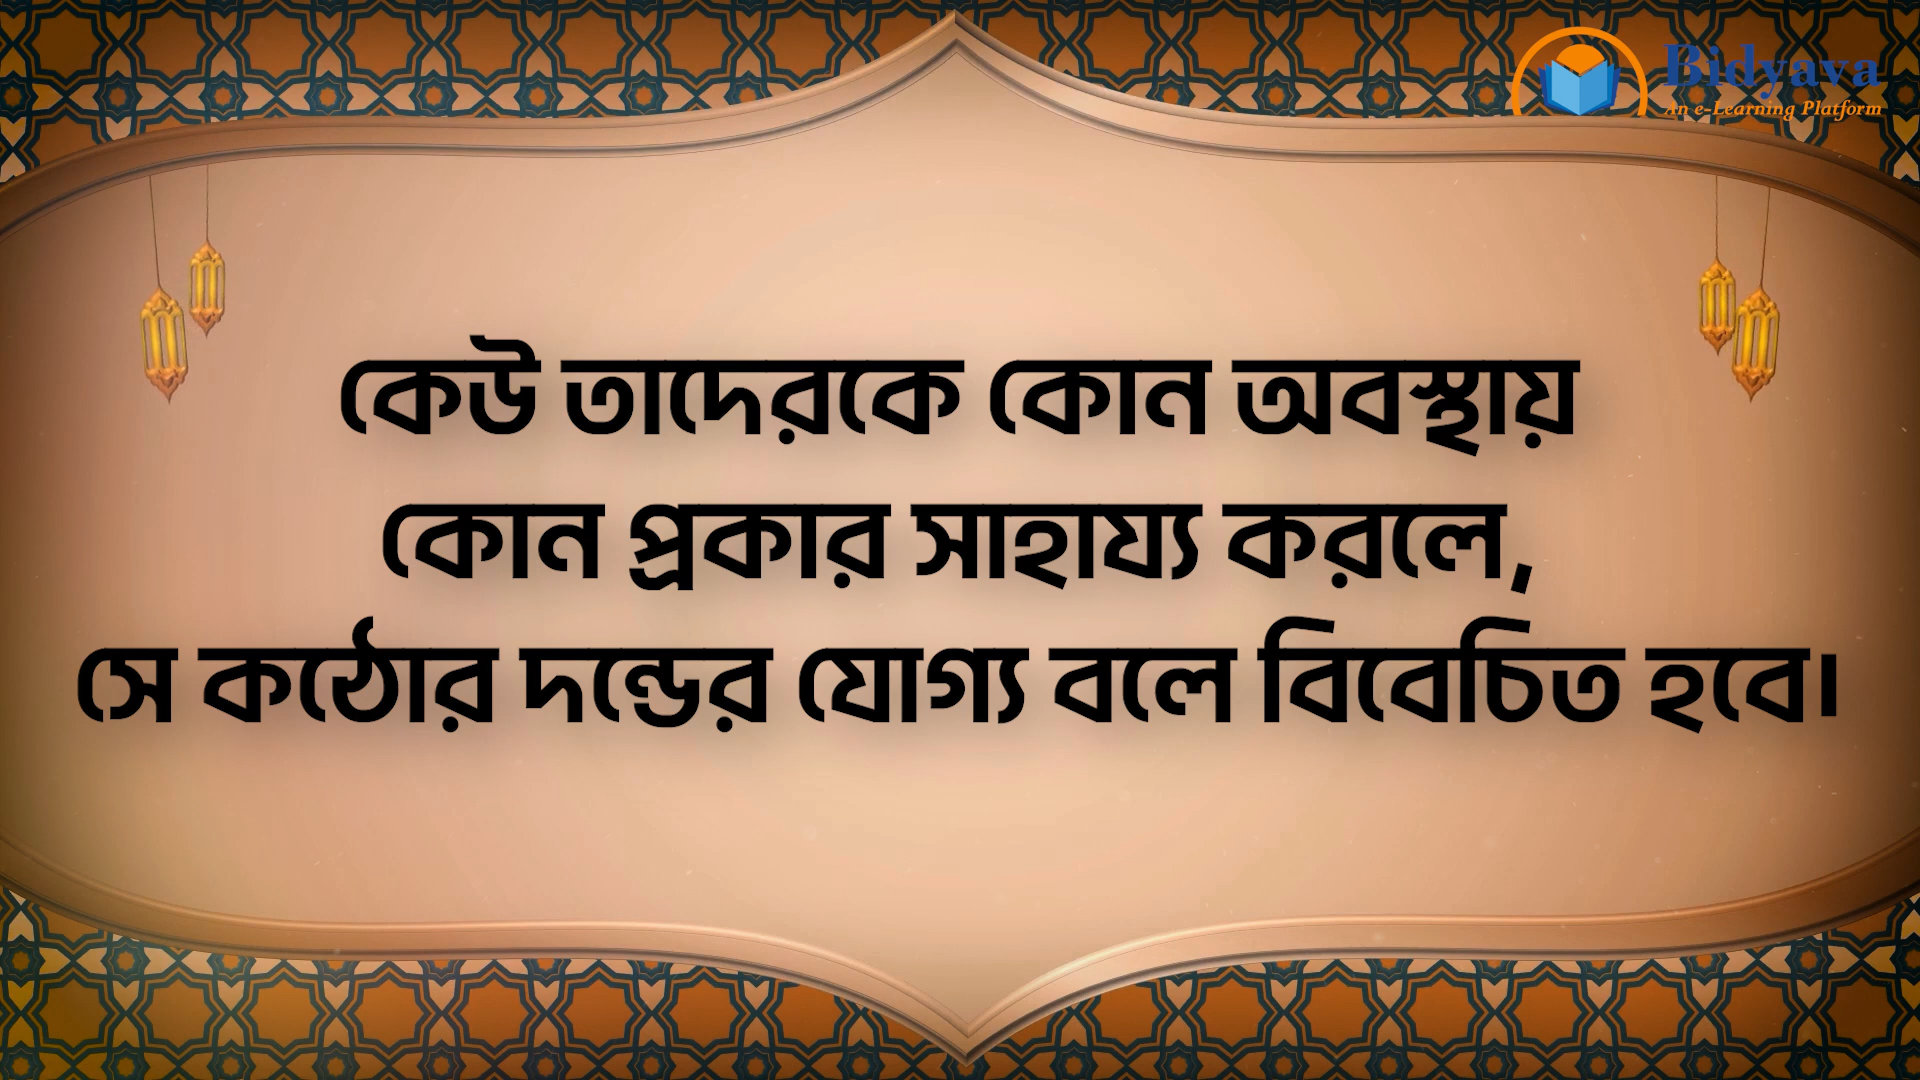 Bidyava
An e-Learning Platform
কেউ তাদেরকে কোন অবস্থায়
কোন প্রকার সাহায্য করলে,
সে কঠোর দন্ডের যোগ্য বলে বিবেচিত হবে।